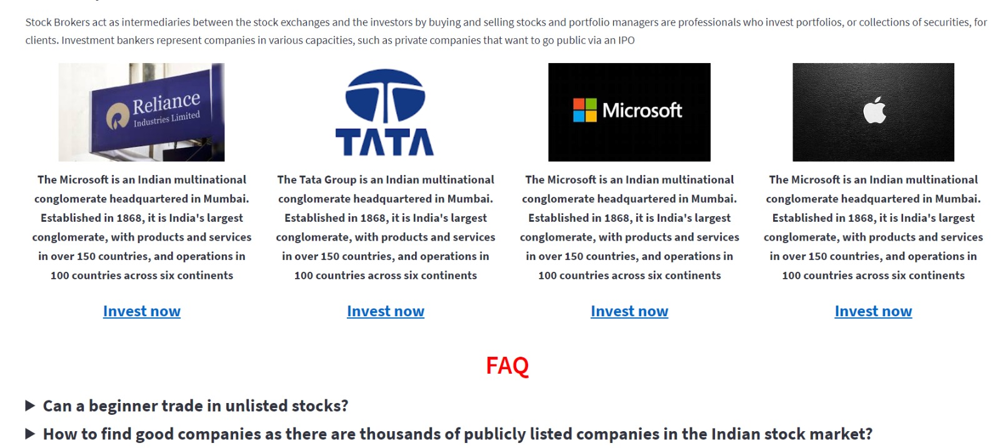 Stock Brokers act as intermediaries between the stock exchanges and the investors by buying and selling stocks and portfolio managers are professionals who invest portfolios, or collections of securities, for
clients. Investment bankers represent companies in various capacities, such as private companies that want to go public via an IPO
Reliance
Industries Limited
TATA
Microsoft
The Microsoft is an Indian multinational
conglomerate headquartered in Mumbai.
Established in 1868, it is India's largest
conglomerate, with products and services
in over 150 countries, and operations in
100 countries across six continents
Invest now
The Tata Group is an Indian multinational
conglomerate headquartered in Mumbai.
Established in 1868, it is India's largest
conglomerate, with products and services
in over 150 countries, and operations in
100 countries across six continents
Invest now
The Microsoft is an Indian multinational
conglomerate headquartered in Mumbai.
Established in 1868, it is India's largest
conglomerate, with products and services
in over 150 countries, and operations in
100 countries across six continents
Invest now
The Microsoft is an Indian multinational
conglomerate headquartered in Mumbai.
Established in 1868, it is India's largest
conglomerate, with products and services
in over 150 countries, and operations in
100 countries across six continents
Invest now
FAQ
Can a beginner trade in unlisted stocks?
How to find good companies as there are thousands of publicly listed companies in the Indian stock market?